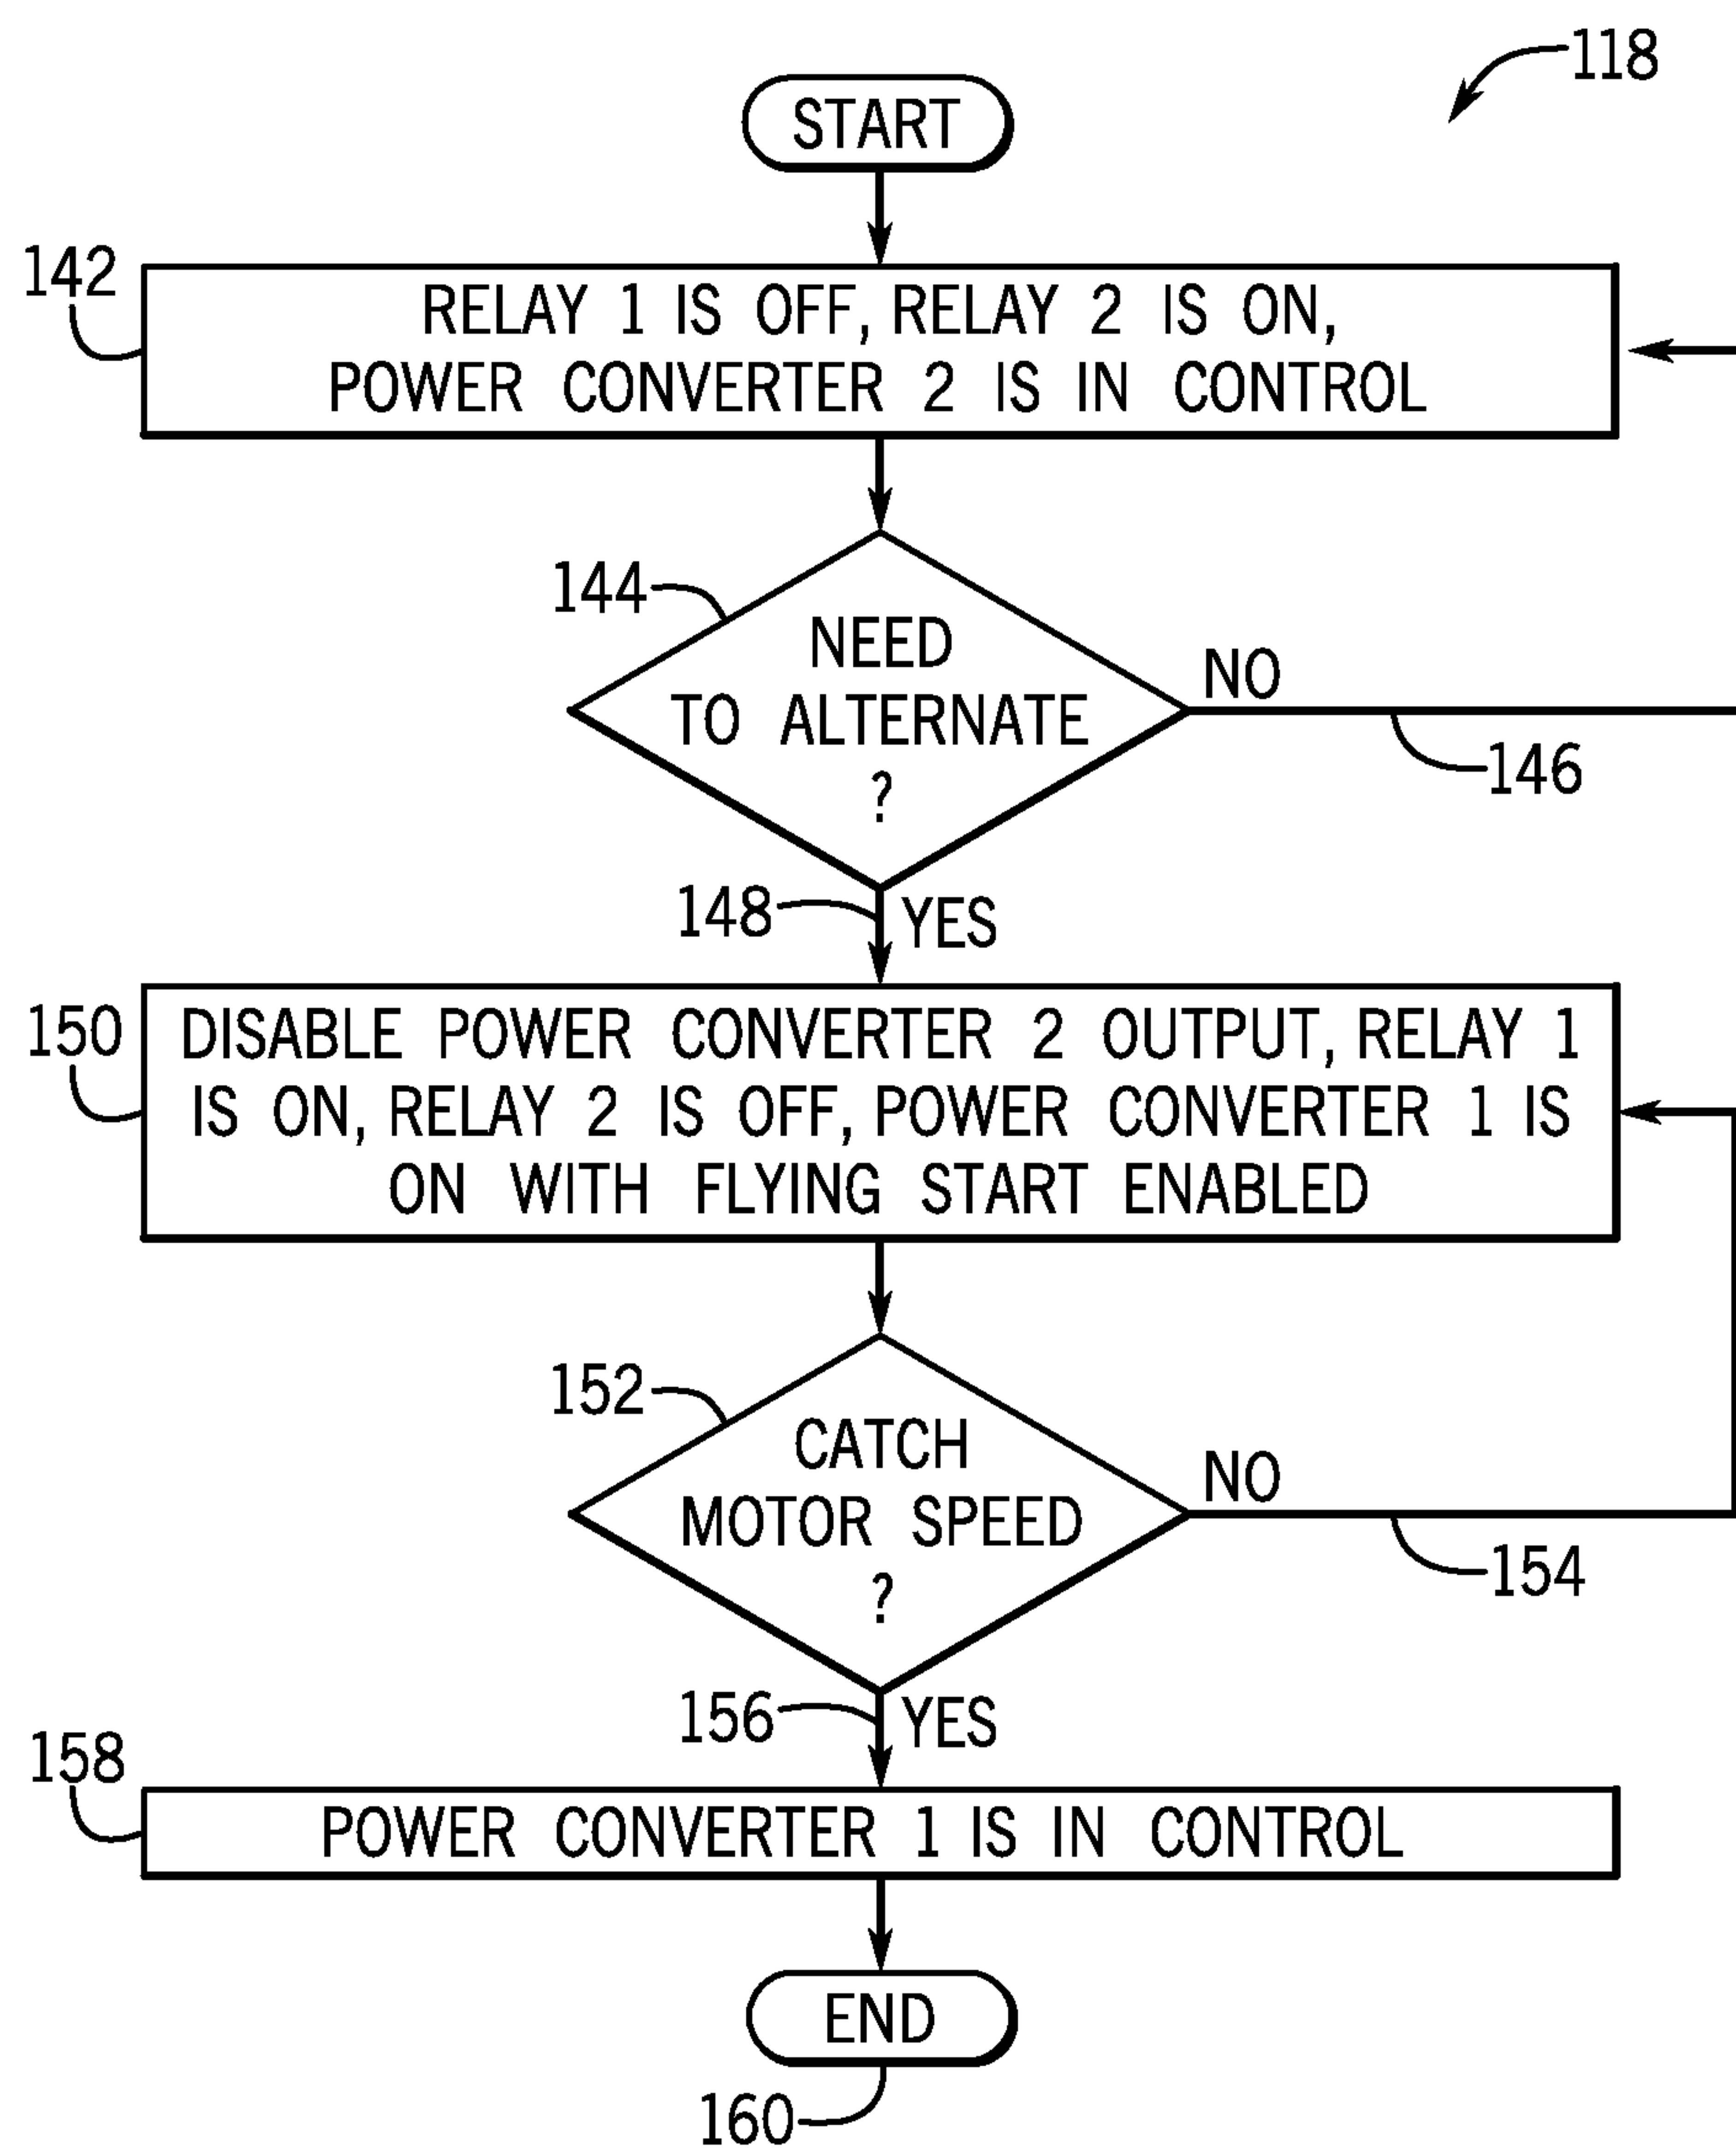 118
START
142
RELAY 1 IS OFF, RELAY 2 IS ON,
POWER CONVERTER 2 IS IN CONTROL
144
NEED
TO ALTERNATE
?
NO
146
148
YES
150
DISABLE POWER CONVERTER 2 OUTPUT, RELAY 1
IS ON, RELAY 2 IS OFF, POWER CONVERTER 1 IS
ON WITH FLYING START ENABLED
152
CATCH
MOTOR SPEED
?
NO
154
156
YES
158
POWER CONVERTER 1 IS IN CONTROL
END
160